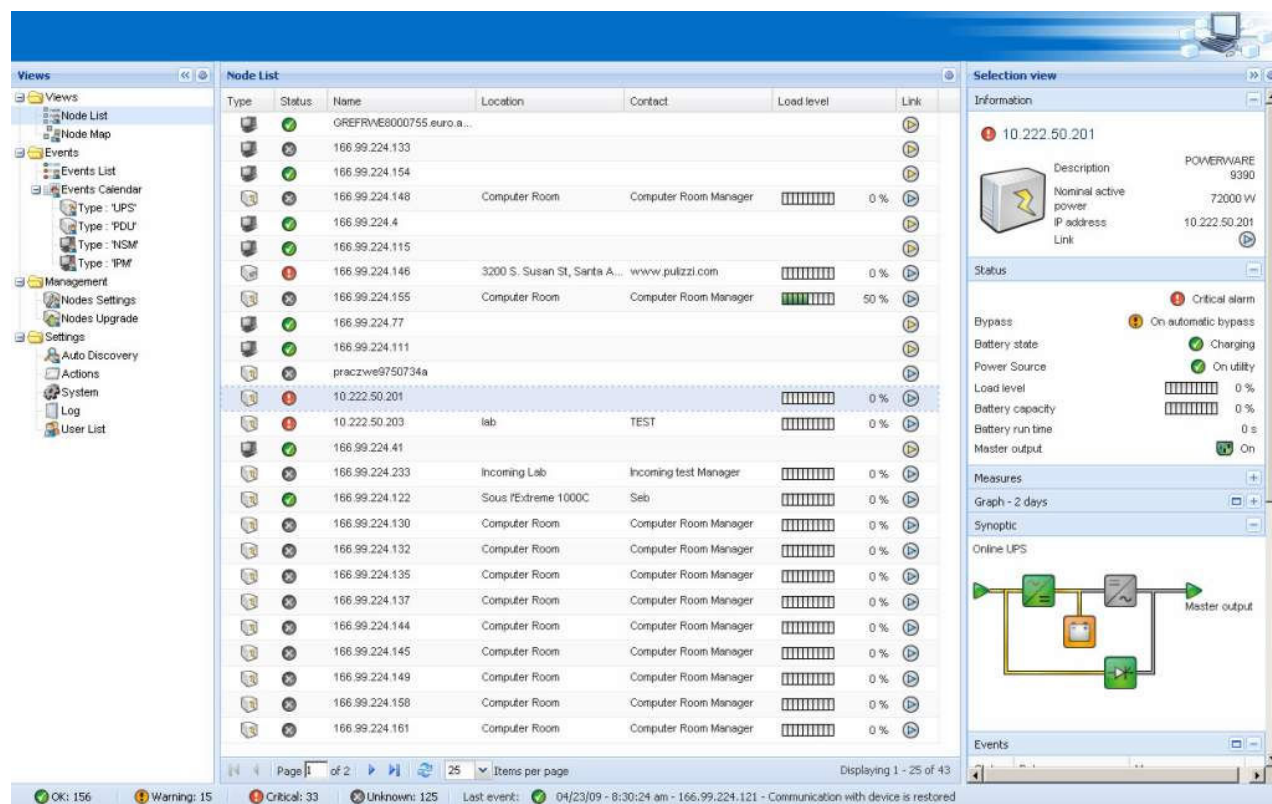 Views
Views
Node List
Node Map
Events
Events List
Events Calendar
Type : 'UPS'
Type : 'PDU'
Type : 'NSM'
Type : 'IPM'
Management
Nodes Settings
Nodes Upgrade
Settings
Auto Discovery
Actions
System
Log
User List
Node List
Type Status Name Location Contact Load level Link
GREFRWE8000755.euro.a...
166.99.224.133
166.99.224.154
166.99.224.148 Computer Room Computer Room Manager 0 %
166.99.224.4
166.99.224.115
166.99.224.146 3200 S. Susan St, Santa A... www.pulizzi.com 0 %
166.99.224.155 Computer Room Computer Room Manager 50 %
166.99.224.77
166.99.224.111
praczwe9750734a
10.222.50.201 0 %
10.222.50.203 lab TEST 0 %
166.99.224.41
166.99.224.233 Incoming Lab Incoming test Manager 0 %
166.99.224.122 Sous l'Extreme 1000C Seb 0 %
166.99.224.130 Computer Room Computer Room Manager 0 %
166.99.224.132 Computer Room Computer Room Manager 0 %
166.99.224.135 Computer Room Computer Room Manager 0 %
166.99.224.137 Computer Room Computer Room Manager 0 %
166.99.224.144 Computer Room Computer Room Manager 0 %
166.99.224.145 Computer Room Computer Room Manager 0 %
166.99.224.149 Computer Room Computer Room Manager 0 %
166.99.224.158 Computer Room Computer Room Manager 0 %
166.99.224.161 Computer Room Computer Room Manager 0 %
Page 1 of 2 25 Items per page Displaying 1 - 25 of 43
Selection view
Information
10.222.50.201
Description POWERWARE
9390
Nominal active
power 72000 W
IP address 10.222.50.201
Link
Status
Critical alarm
Bypass On automatic bypass
Battery state Charging
Power Source On utility
Load level 0 %
Battery capacity 0 %
Battery run time 0 s
Master output On
Measures
Graph - 2 days
Synoptic
Online UPS
Master output
Events
OK: 156 Warning: 15 Critical: 33 Unknown: 125 Last event: 04/23/09 - 8:30:24 am - 166.99.224.121 - Communication with device is restored